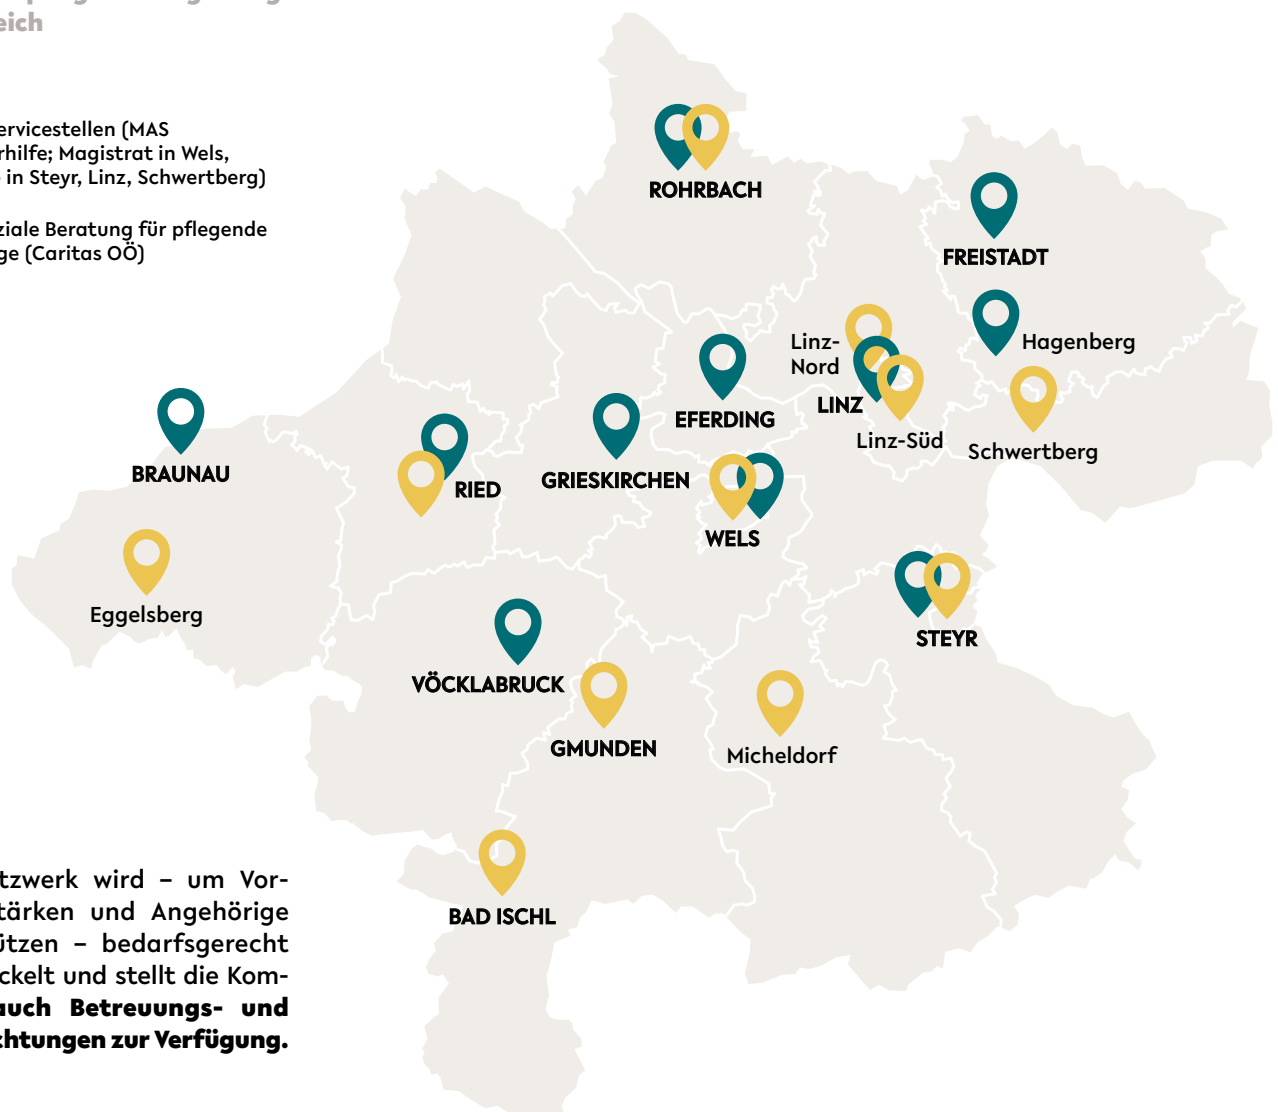 eich
ervicestellen (MAS
rhilfe; Magistrat in Wels,
in Steyr, Linz, Schwertberg)
ziale Beratung für pflegende
ge (Caritas OÖ)
ROHRBACH
FREISTADT
Linz-
Nord
Hagenberg
LINZ
EFERDING
Linz-Süd
Schwertberg
BRAUNAU
RIED
GRIESKIRCHEN
WELS
Eggelsberg
STEYR
VÖCKLABRUCK
GMUNDEN
Micheldorf
BAD ISCHL
tzwerk wird – um Vor-
tärken und Angehörige
ützen – bedarfsgerecht
ckelt und stellt die Kom-
auch Betreuungs- und
chtungen zur Verfügung.